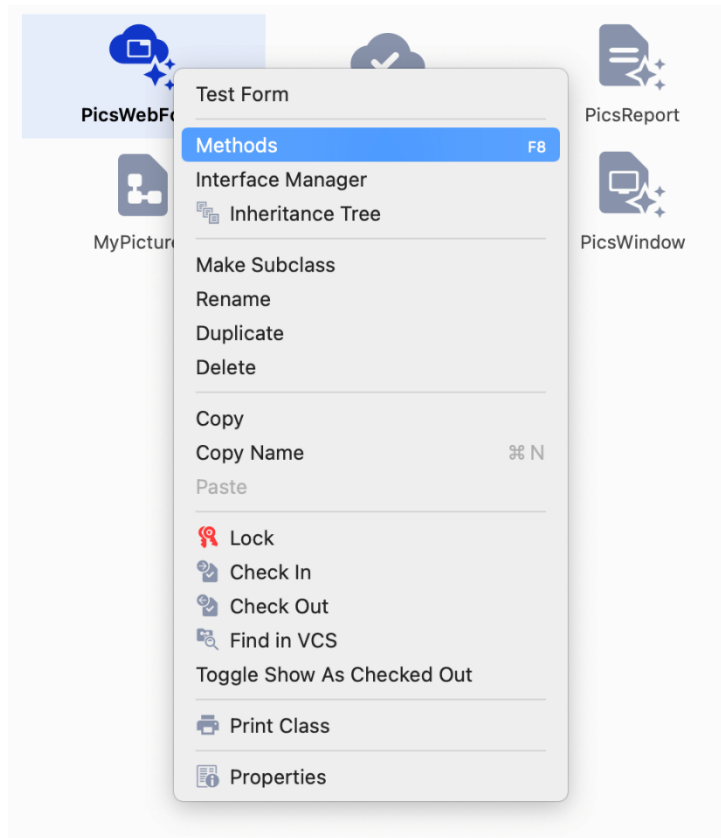 PicsWebFo
PicsReport
MyPictur
PicsWindow
Test Form
Methods F8
Interface Manager
Inheritance Tree
Make Subclass
Rename
Duplicate
Delete
Copy
Copy Name ⌘ N
Paste
Lock
Check In
Check Out
Find in VCS
Toggle Show As Checked Out
Print Class
Properties